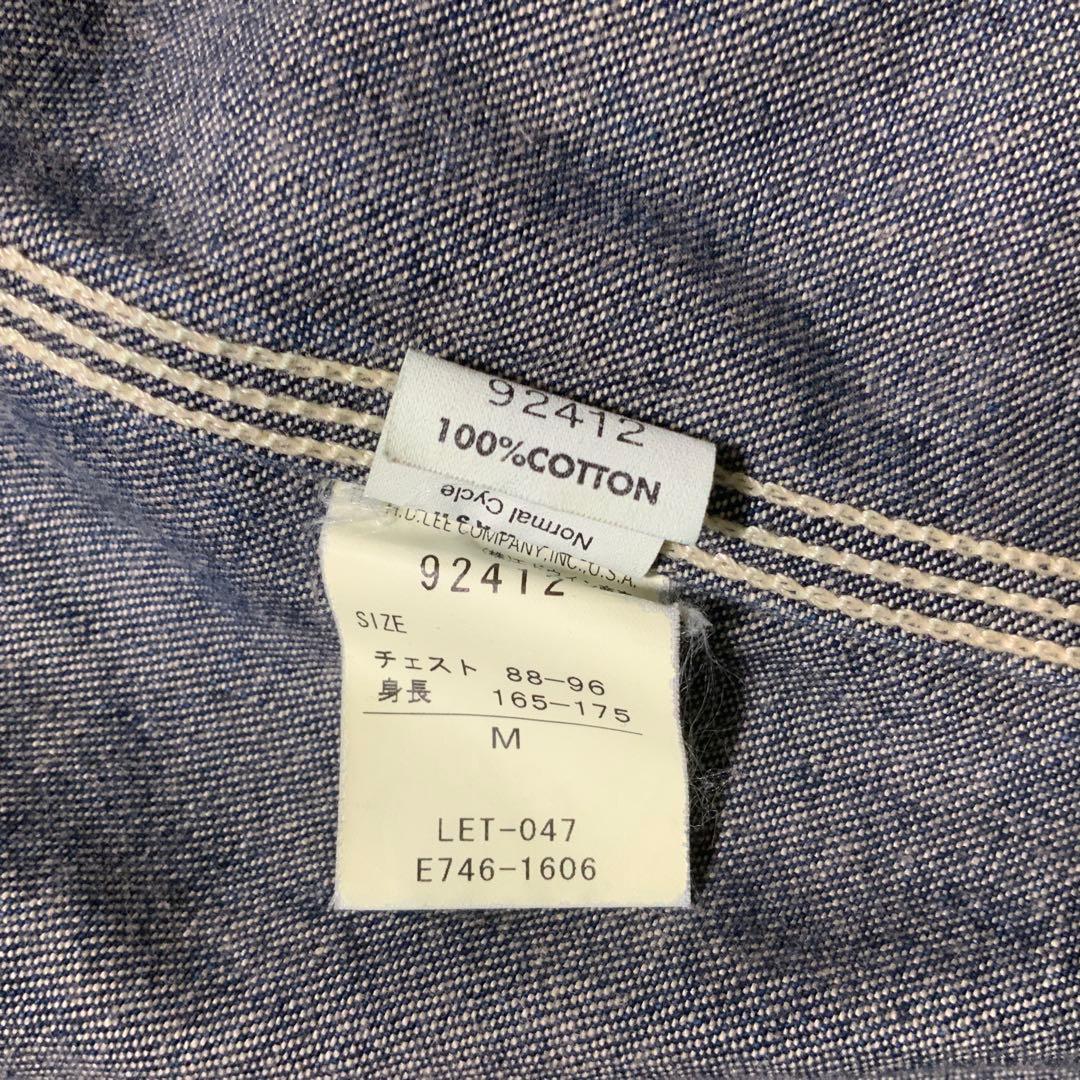 92412
100%COTTON
Normal Cycle
H.D.LEE COMPANY, INC., U.S.A.
92412
SIZE
チェスト 88-96
身長 165-175
M
LET-047
E746-1606